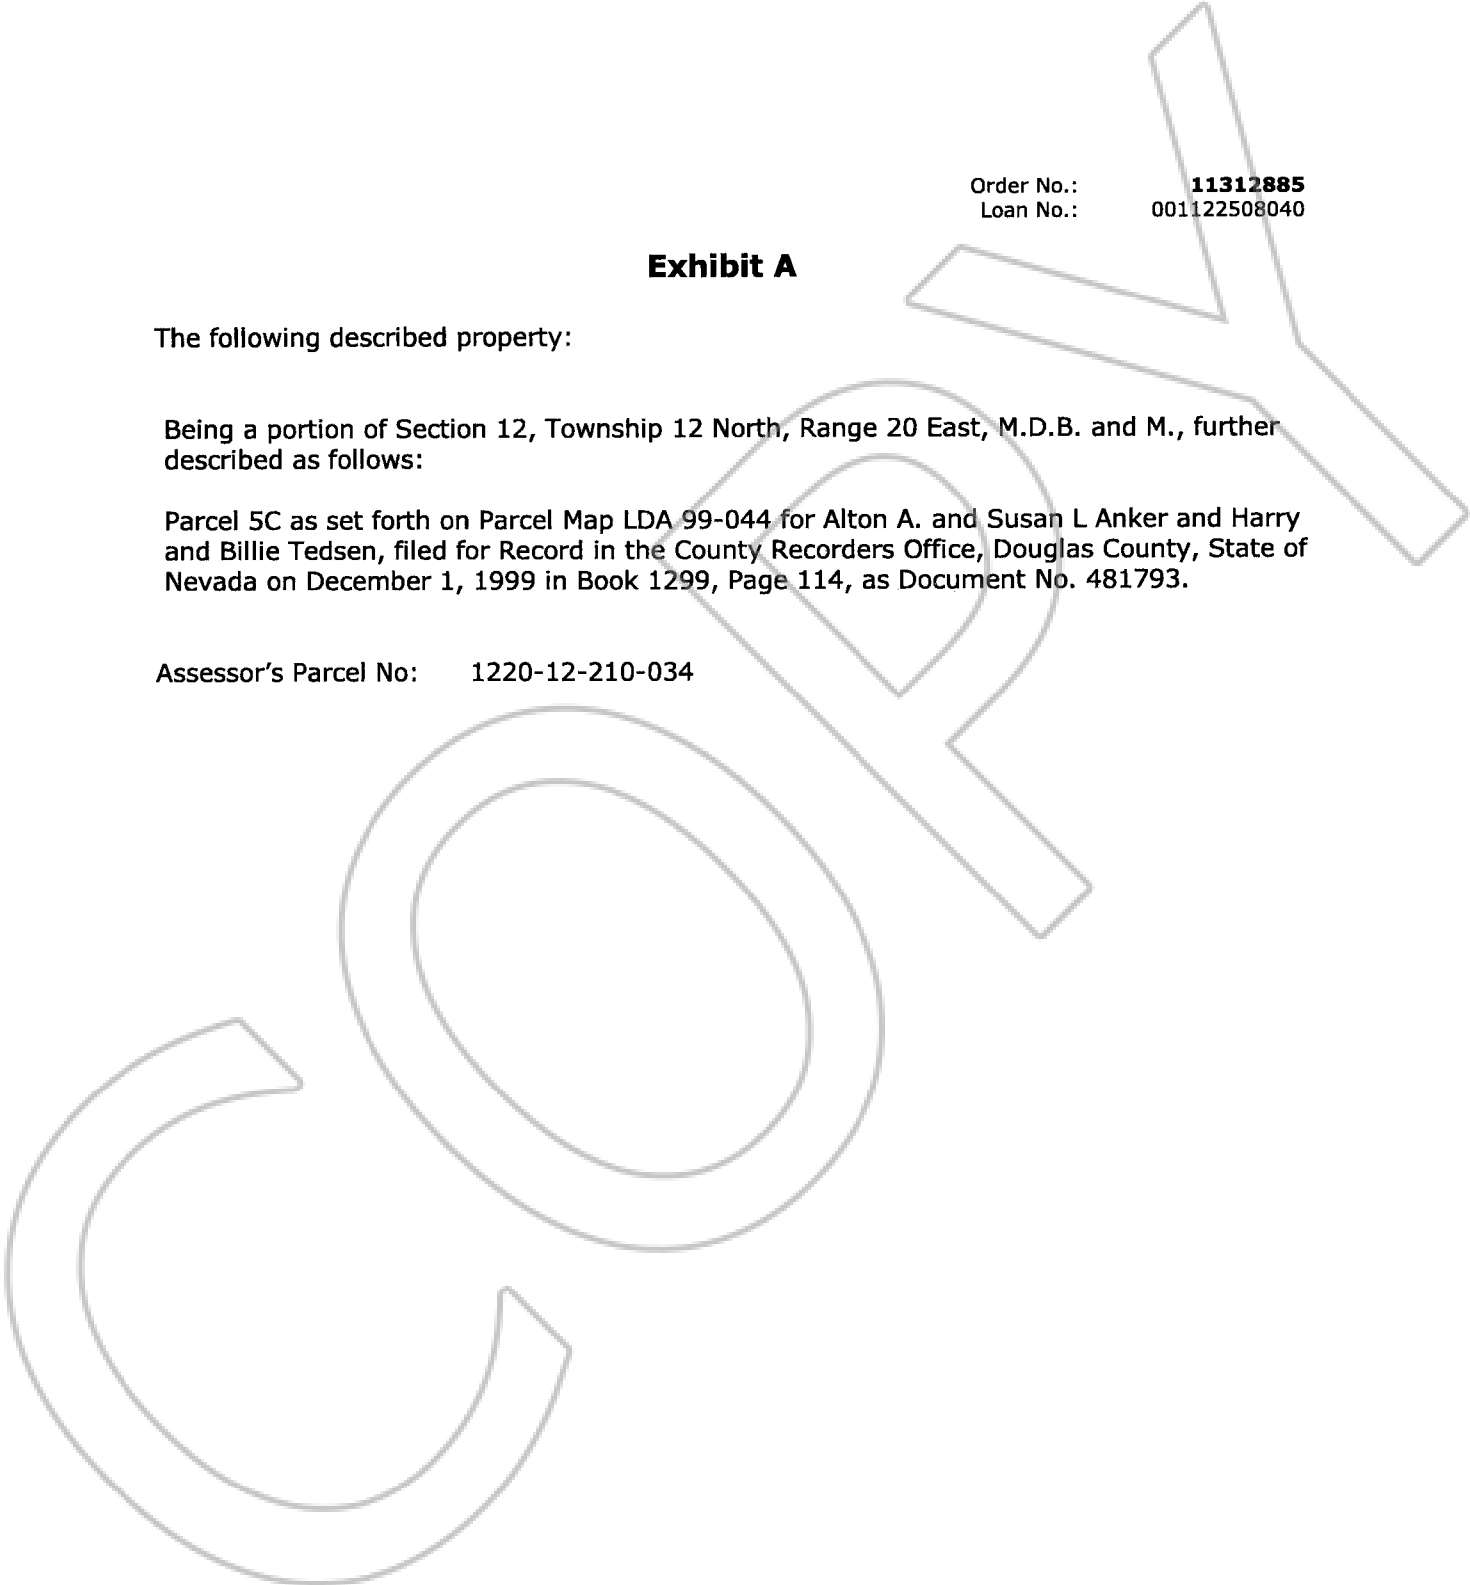 Order No.: 11312885
Loan No.: 001122508040
Exhibit A
The following described property:
Being a portion of Section 12, Township 12 North, Range 20 East, M.D.B. and M., further
described as follows:
Parcel 5C as set forth on Parcel Map LDA 99-044 for Alton A. and Susan L Anker and Harry
and Billie Tedsen, filed for Record in the County Recorders Office, Douglas County, State of
Nevada on December 1, 1999 in Book 1299, Page 114, as Document No. 481793.
Assessor's Parcel No: 1220-12-210-034
COPY